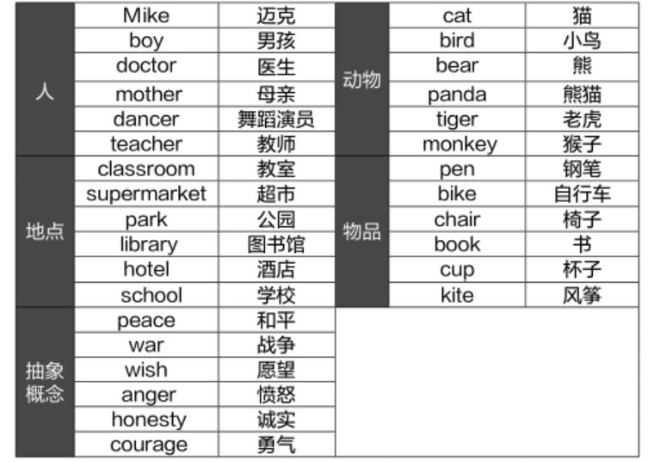 人
Mike 迈克
boy 男孩
doctor 医生
mother 母亲
dancer 舞蹈演员
teacher 教师
动物
cat 猫
bird 小鸟
bear 熊
panda 熊猫
tiger 老虎
monkey 猴子
地点
classroom 教室
supermarket 超市
park 公园
library 图书馆
hotel 酒店
school 学校
物品
pen 钢笔
bike 自行车
chair 椅子
book 书
cup 杯子
kite 风筝
抽象
概念
peace 和平
war 战争
wish 愿望
anger 愤怒
honesty 诚实
courage 勇气